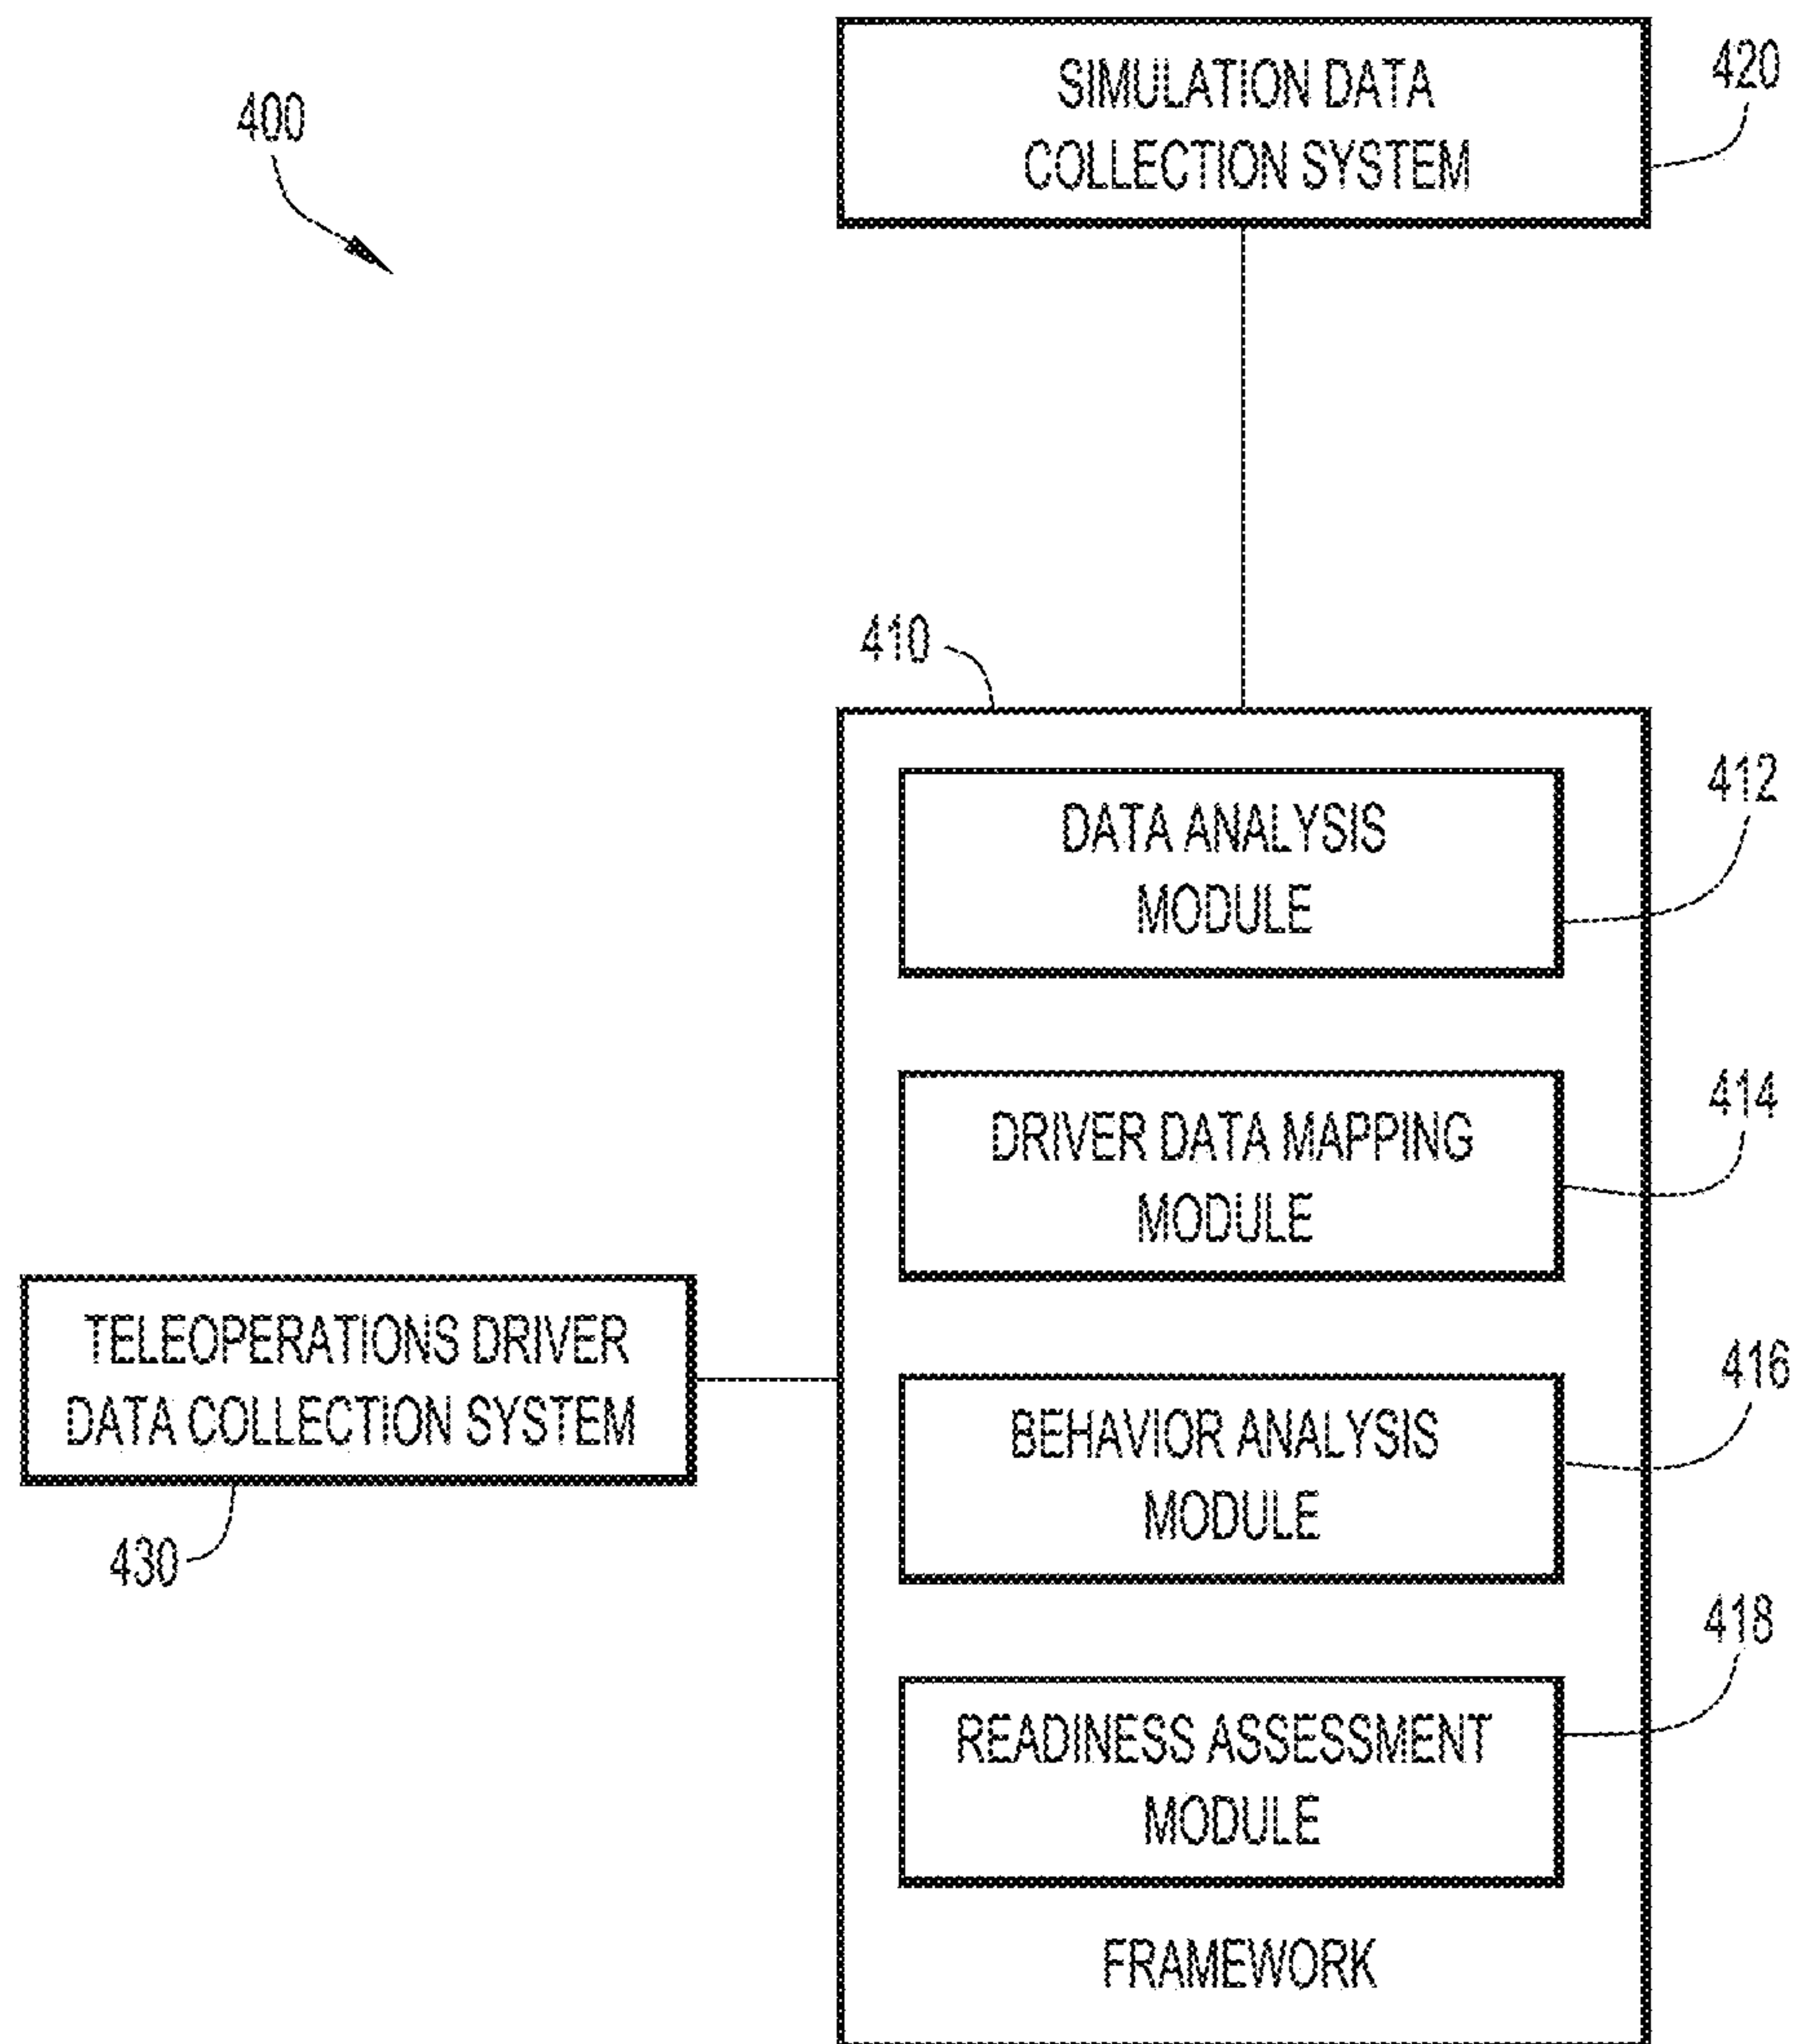 400
SIMULATION DATA
COLLECTION SYSTEM
420
410
DATA ANALYSIS
MODULE
412
DRIVER DATA MAPPING
MODULE
414
TELEOPERATIONS DRIVER
DATA COLLECTION SYSTEM
430
BEHAVIOR ANALYSIS
MODULE
416
READINESS ASSESSMENT
MODULE
418
FRAMEWORK